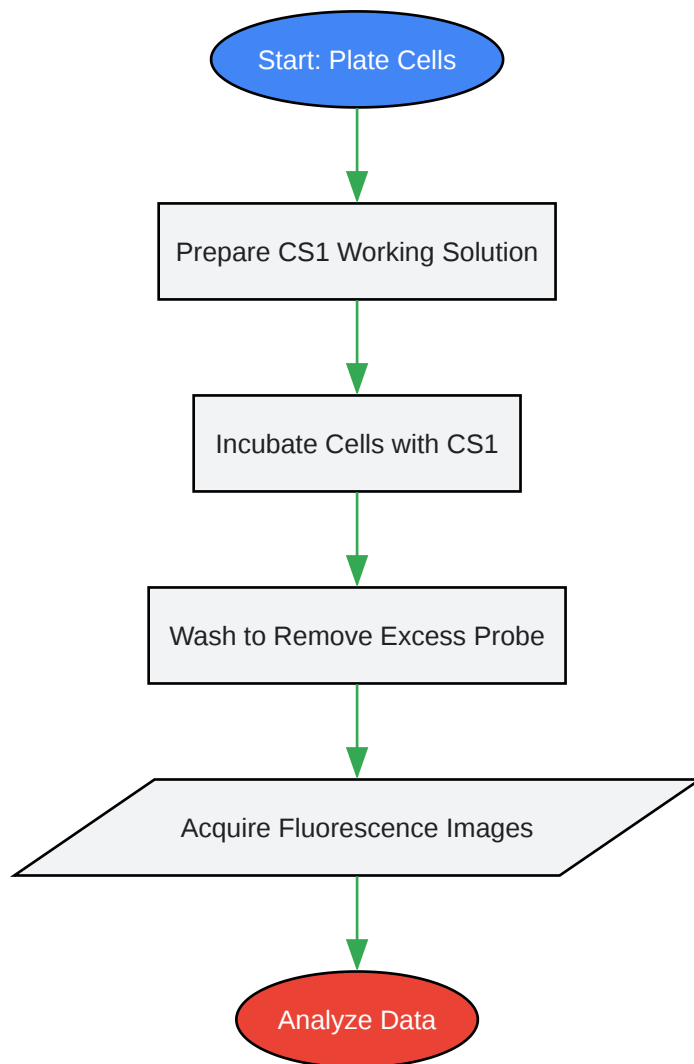 Start: Plate Cells
Prepare CS1 Working Solution
Incubate Cells with CS1
Wash to Remove Excess Probe
Acquire Fluorescence Images
Analyze Data